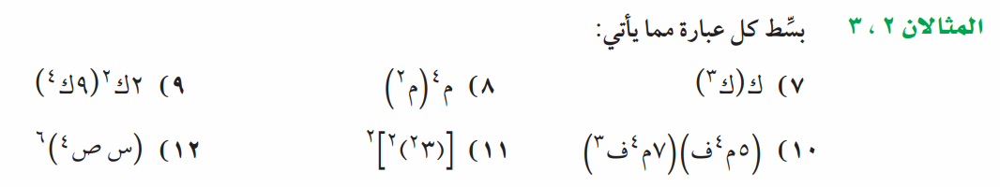 المثالان ٢ ، ٣ بسِّط كل عبارة مما يأتي:
٧) ك(ك٣) ٨) م٤(م٢) ٩) ٢ك٢(٩ك٤)
١٠) (٥م٤ف)(٧م٤ف٣) ١١) [(٣٢)٢]٢ ١٢) (س ص٤)٦